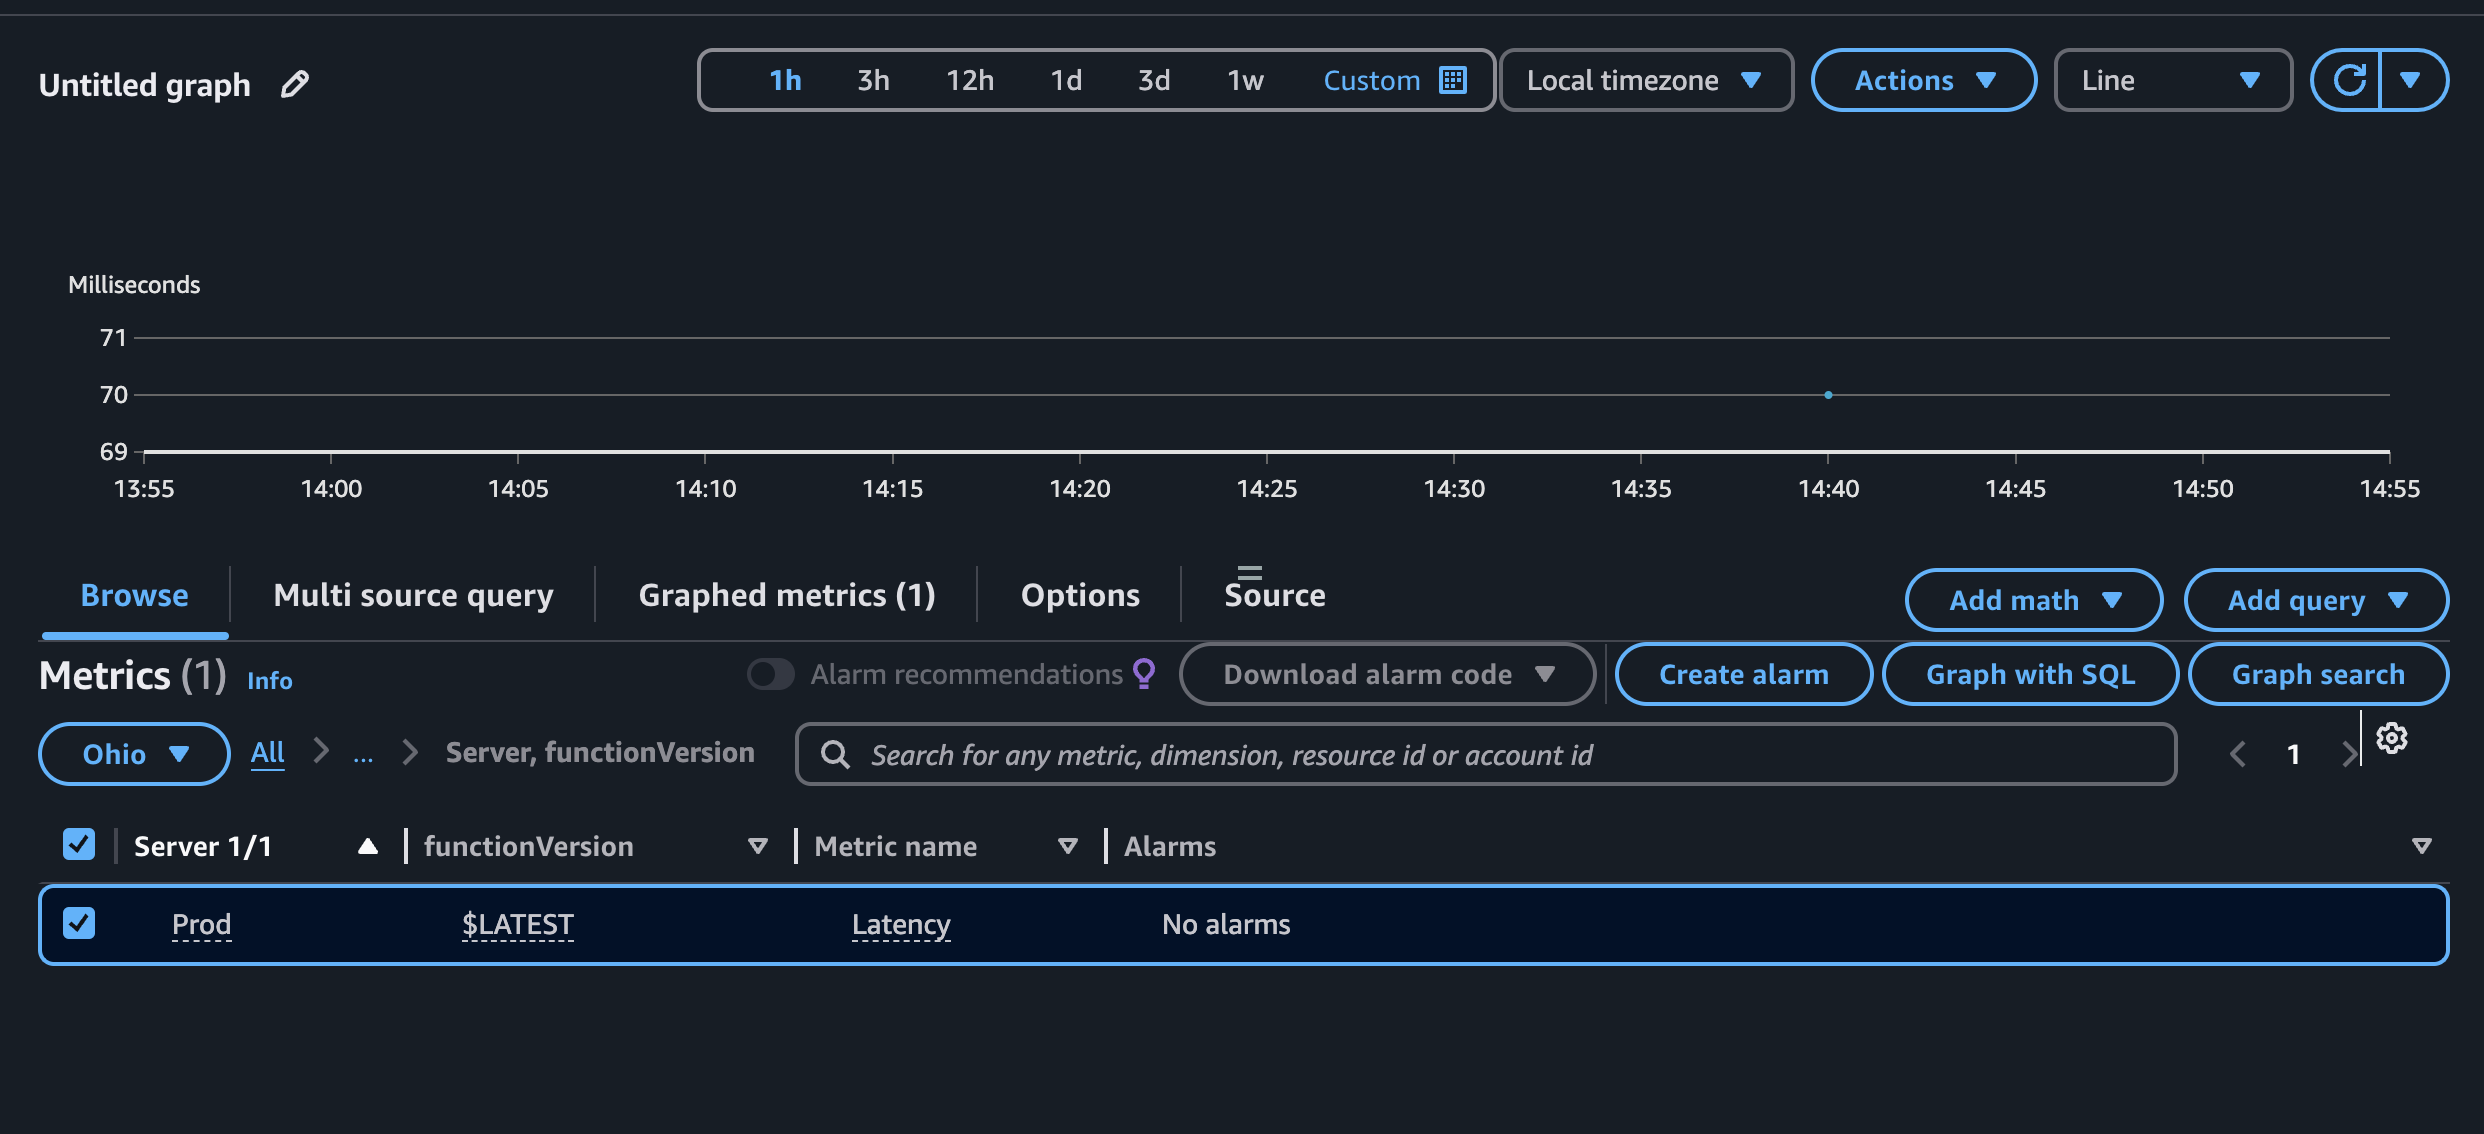 Untitled graph 1h 3h 12h 1d 3d 1w Custom Local timezone Actions Line
Milliseconds
71
70
69
13:55 14:00 14:05 14:10 14:15 14:20 14:25 14:30 14:35 14:40 14:45 14:50 14:55
Browse Multi source query Graphed metrics (1) Options Source Add math Add query
Metrics (1) Info Alarm recommendations Download alarm code Create alarm Graph with SQL Graph search
Ohio All ... Server, functionVersion Search for any metric, dimension, resource id or account id 1
Server 1/1 functionVersion Metric name Alarms
Prod $LATEST Latency No alarms